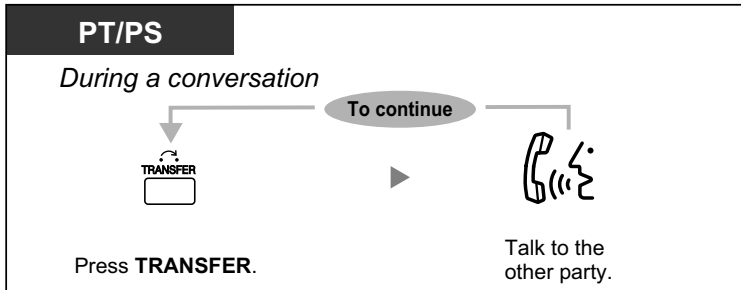 PT/PS
During a conversation
To continue
TRANSFER
Press TRANSFER.
Talk to the
other party.